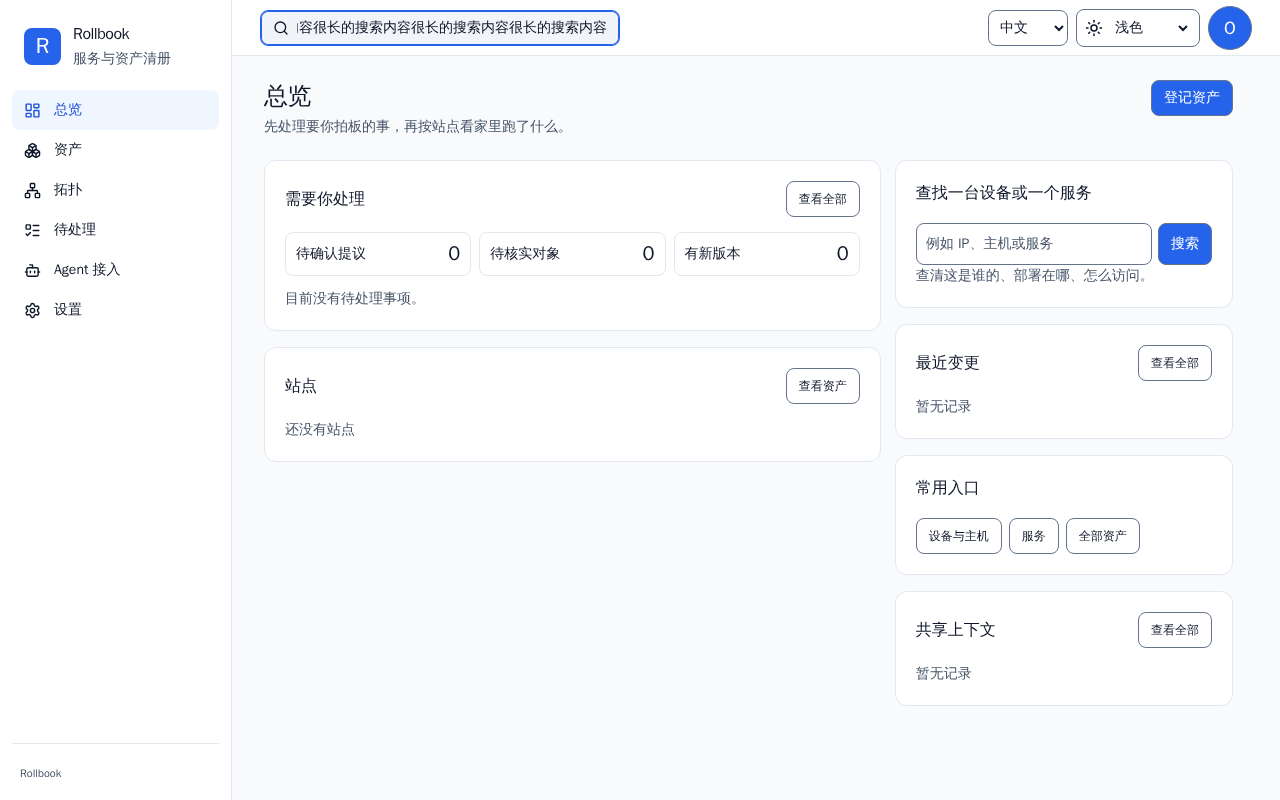 R
Rollbook
服务与资产清册
总览
资产
拓扑
待处理
Agent 接入
设置
Rollbook
容很长的搜索内容很长的搜索内容很长的搜索内容
中文
浅色
O
总览
先处理要你拍板的事，再按站点看家里跑了什么。
登记资产
需要你处理
查看全部
待确认提议 0
待核实对象 0
有新版本 0
目前没有待处理事项。
站点
查看资产
还没有站点
查找一台设备或一个服务
例如 IP、主机或服务
搜索
查清这是谁的、部署在哪、怎么访问。
最近变更
查看全部
暂无记录
常用入口
设备与主机
服务
全部资产
共享上下文
查看全部
暂无记录